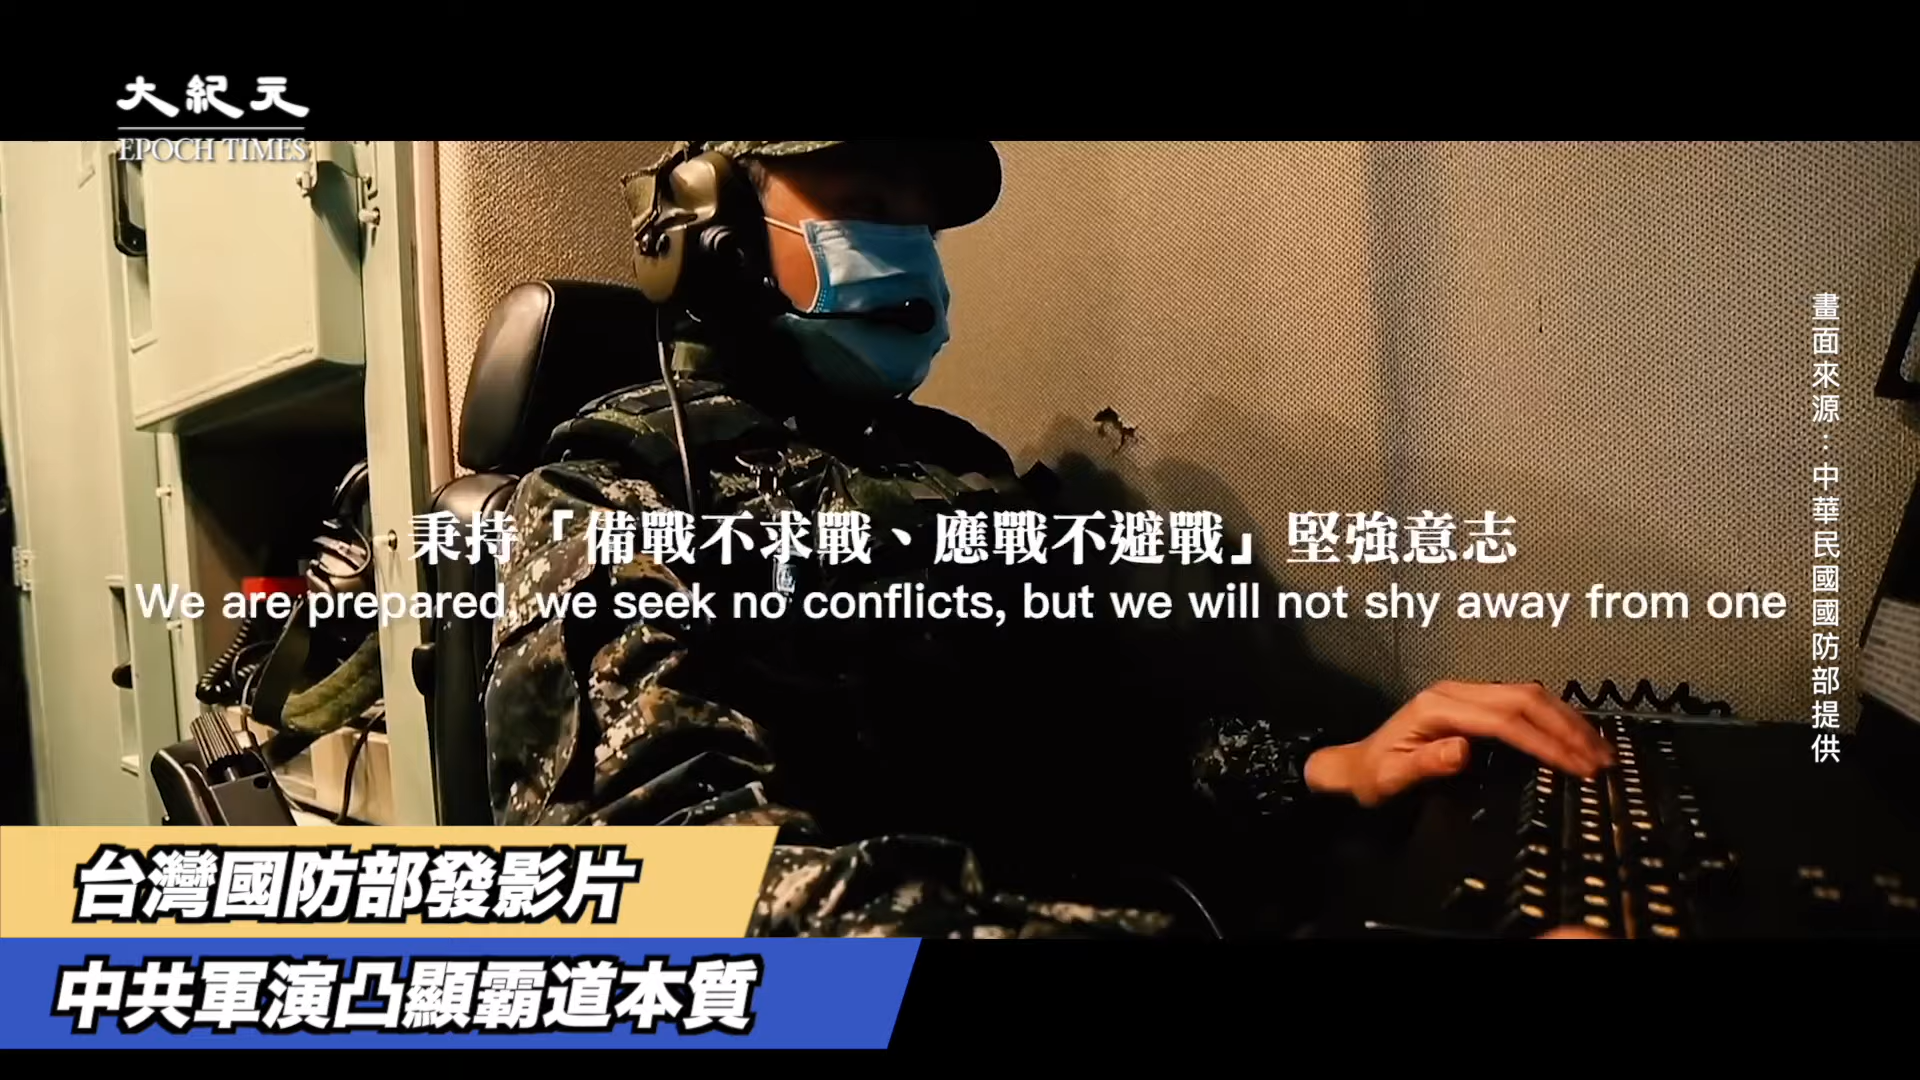 大紀元
EPOCH TIMES
畫面來源：中華民國國防部提供
秉持「備戰不求戰、應戰不避戰」堅強意志
We are prepared, we seek no conflicts, but we will not shy away from one
台灣國防部發影片
中共軍演凸顯霸道本質